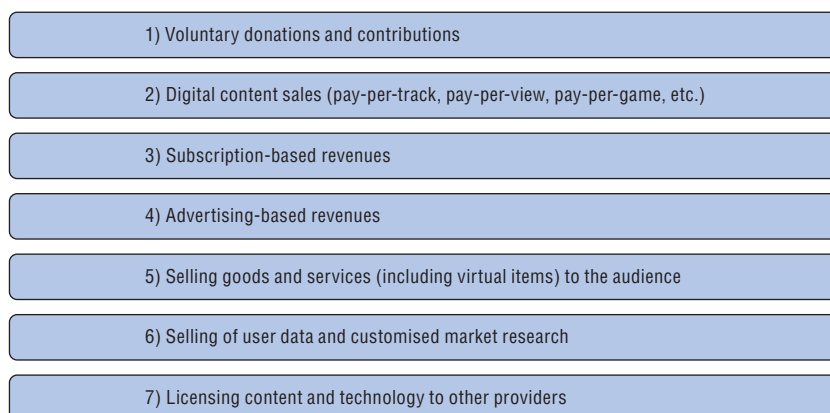 1) Voluntary donations and contributions
2) Digital content sales (pay-per-track, pay-per-view, pay-per-game, etc.)
3) Subscription-based revenues
4) Advertising-based revenues
5) Selling goods and services (including virtual items) to the audience
6) Selling of user data and customised market research
7) Licensing content and technology to other providers